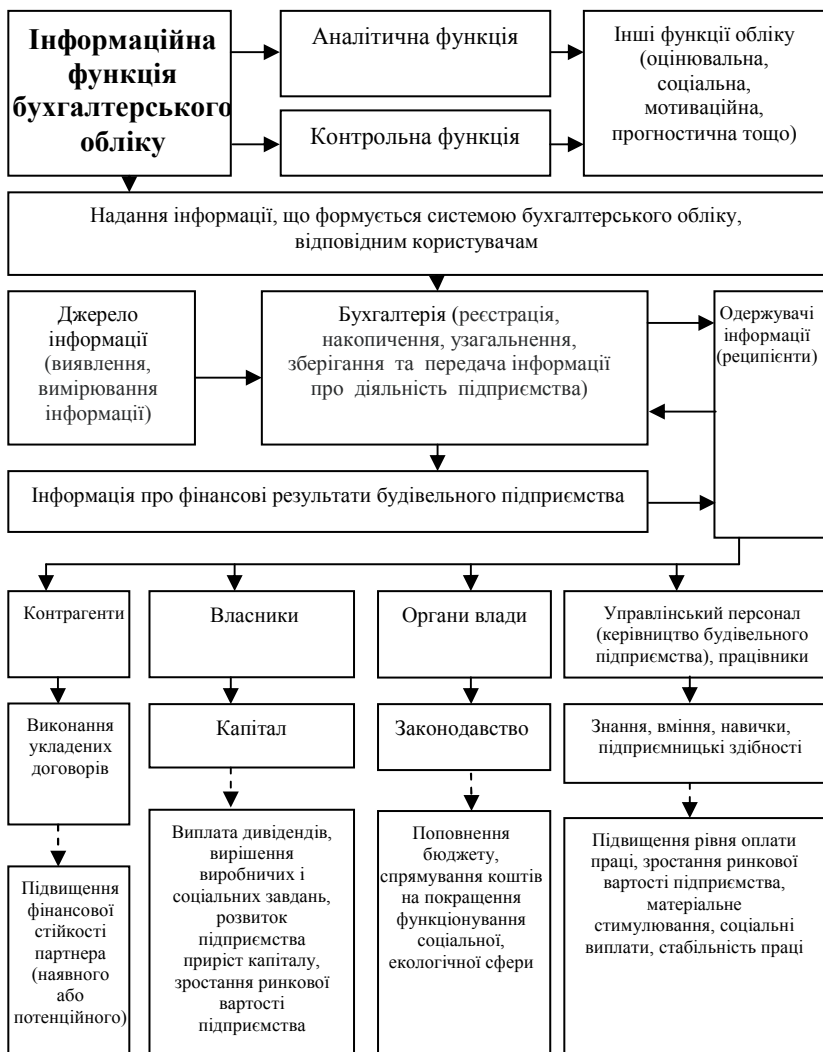 Інформаційна
функція
бухгалтерського
обліку
Аналітична функція
Контрольна функція
Інші функції обліку
(оцінювальна,
соціальна,
мотиваційна,
прогностична тощо)
Надання інформації, що формується системою бухгалтерського обліку,
відповідним користувачам
Джерело
інформації
(виявлення,
вимірювання
інформації)
Бухгалтерія (реєстрація,
накопичення, узагальнення,
зберігання та передача інформації
про діяльність підприємства)
Одержувачі
інформації
(реципієнти)
Інформація про фінансові результати будівельного підприємства
Контрагенти
Власники
Органи влади
Управлінський персонал
(керівництво будівельного
підприємства), працівники
Виконання
укладених
договорів
Капітал
Законодавство
Знання, вміння, навички,
підприємницькі здібності
Підвищення
фінансової
стійкості
партнера
(наявного
або
потенційного)
Виплата дивідендів,
вирішення
виробничих і
соціальних завдань,
розвиток
підприємства
приріст капіталу,
зростання ринкової
вартості
підприємства
Поповнення
бюджету,
спрямування коштів
на покращення
функціонування
соціальної,
екологічної сфери
Підвищення рівня оплати
праці, зростання ринкової
вартості підприємства,
матеріальне
стимулювання, соціальні
виплати, стабільність праці